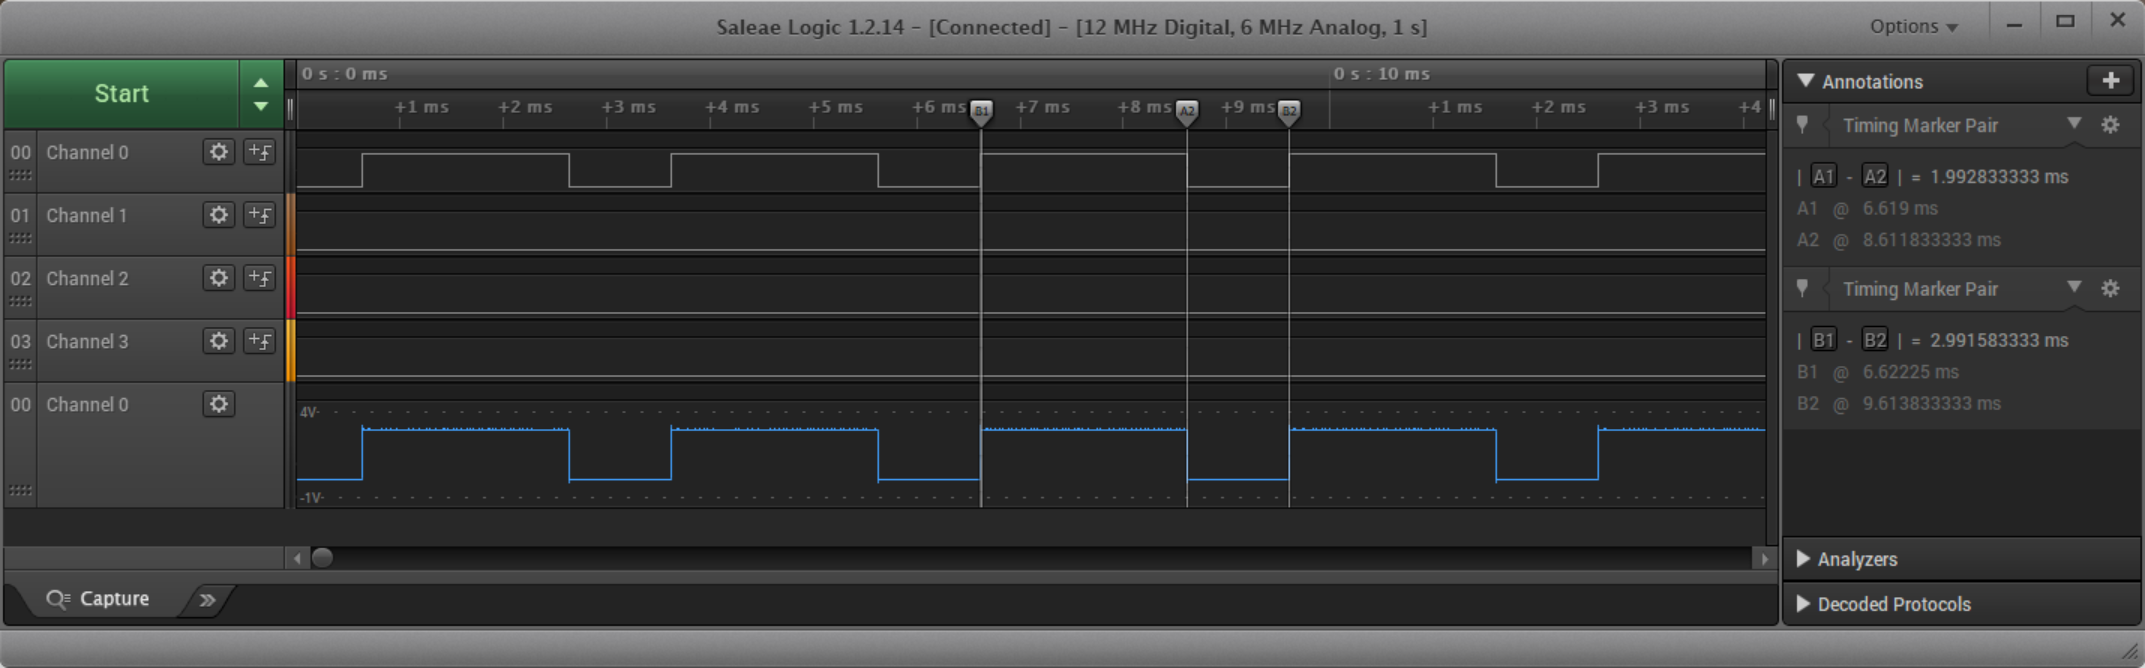 Saleae Logic 1.2.14 – [Connected] – [12 MHz Digital, 6 MHz Analog, 1 s]
Options
Start
0 s : 0 ms
0 s : 10 ms
+1 ms +2 ms +3 ms +4 ms +5 ms +6 ms B1 +7 ms +8 ms A2 +9 ms B2 +1 ms +2 ms +3 ms +4
00 Channel 0
01 Channel 1
02 Channel 2
03 Channel 3
00 Channel 0
4V
-1V
Capture
Annotations
Timing Marker Pair
| A1 - A2 | = 1.992833333 ms
A1 @ 6.619 ms
A2 @ 8.611833333 ms
Timing Marker Pair
| B1 - B2 | = 2.991583333 ms
B1 @ 6.62225 ms
B2 @ 9.613833333 ms
Analyzers
Decoded Protocols